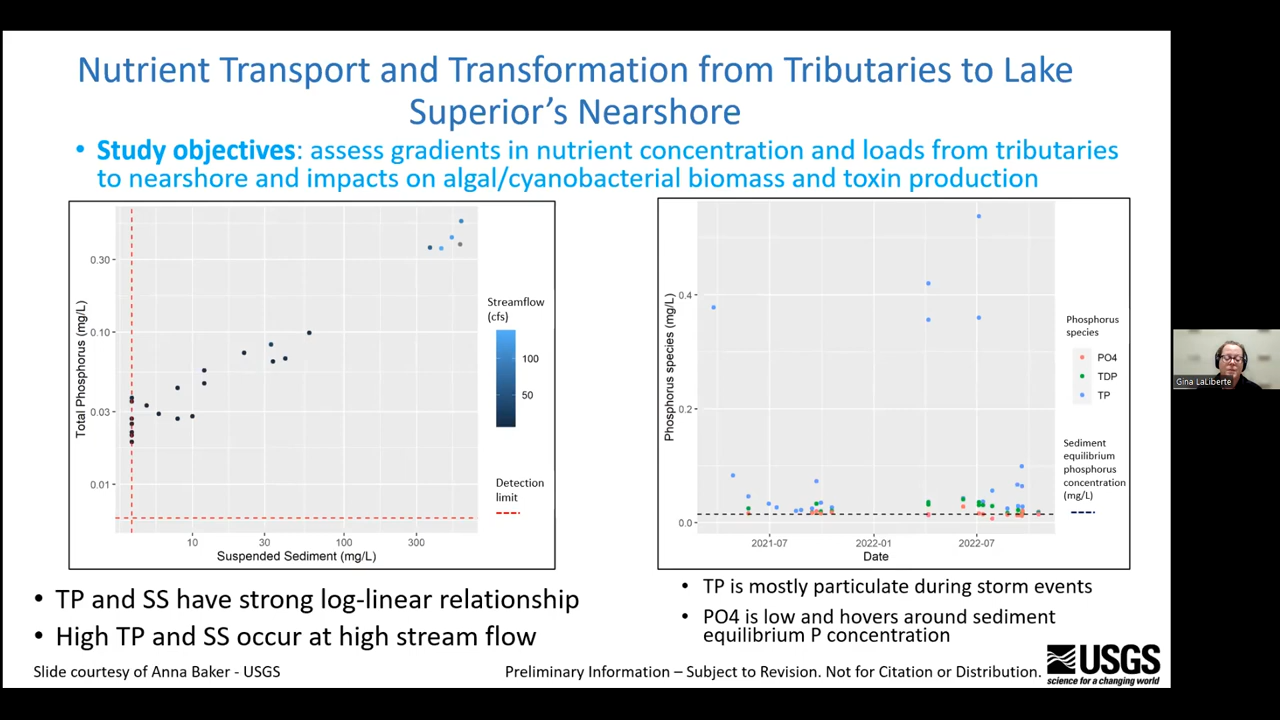 Nutrient Transport and Transformation from Tributaries to Lake
Superior's Nearshore
• Study objectives: assess gradients in nutrient concentration and loads from tributaries
to nearshore and impacts on algal/cyanobacterial biomass and toxin production
Total Phosphorus (mg/L)
0.30
0.10
0.03
0.01
10
30
100
300
Suspended Sediment (mg/L)
Streamflow
(cfs)
100
50
Detection
limit
Phosphorus species (mg/L)
0.4
0.2
0.0
2021-07
2022-01
2022-07
Date
Phosphorus
species
PO4
TDP
TP
Sediment
equilibrium
phosphorus
concentration
(mg/L)
• TP and SS have strong log-linear relationship
• High TP and SS occur at high stream flow
• TP is mostly particulate during storm events
• PO4 is low and hovers around sediment
equilibrium P concentration
Slide courtesy of Anna Baker - USGS
Preliminary Information – Subject to Revision. Not for Citation or Distribution.
USGS
science for a changing world
Gina LaLiberte